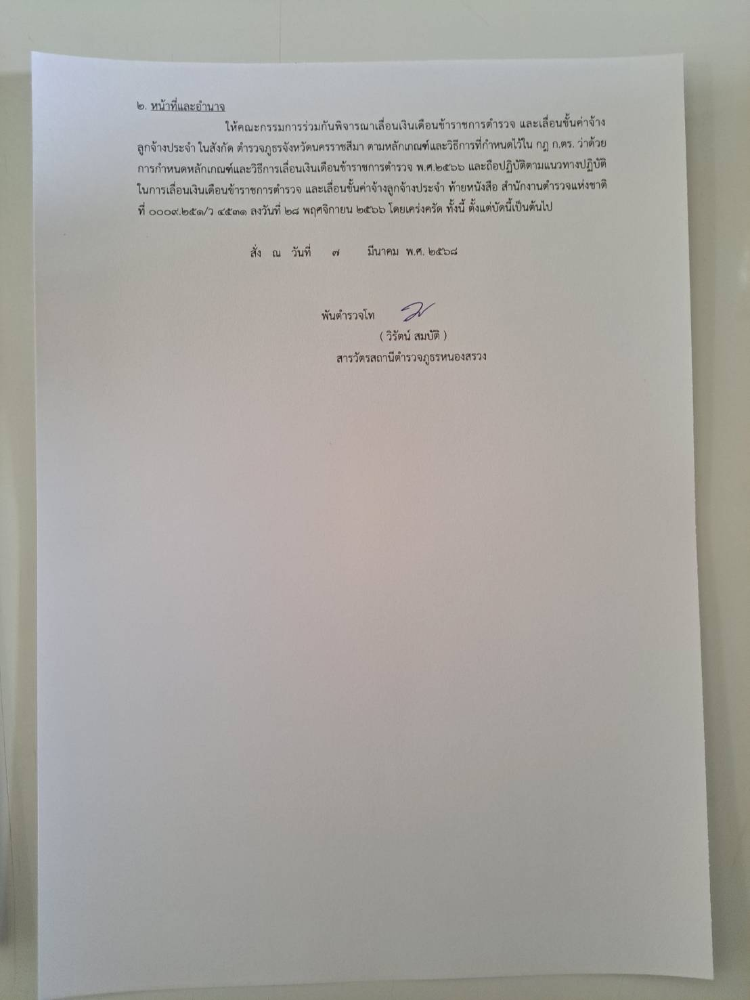 ๒. หน้าที่และอำนาจ
ให้คณะกรรมการร่วมกันพิจารณาเลื่อนเงินเดือนข้าราชการตำรวจ และเลื่อนขั้นค่าจ้าง
ลูกจ้างประจำ ในสังกัด ตำรวจภูธรจังหวัดนครราชสีมา ตามหลักเกณฑ์และวิธีการที่กำหนดไว้ใน กฎ ก.ตร. ว่าด้วย
การกำหนดหลักเกณฑ์และวิธีการเลื่อนเงินเดือนข้าราชการตำรวจ พ.ศ.๒๕๖๖ และถือปฏิบัติตามแนวทางปฏิบัติ
ในการเลื่อนเงินเดือนข้าราชการตำรวจ และเลื่อนขั้นค่าจ้างลูกจ้างประจำ ท้ายหนังสือ สำนักงานตำรวจแห่งชาติ
ที่ ๐๐๐๙.๒๕๑/ว ๔๕๓๑ ลงวันที่ ๒๘ พฤศจิกายน ๒๕๖๖ โดยเคร่งครัด ทั้งนี้ ตั้งแต่บัดนี้เป็นต้นไป
สั่ง ณ วันที่ ๗ มีนาคม พ.ศ. ๒๕๖๘
พันตำรวจโท
( วิรัตน์ สมบัติ )
สารวัตรสถานีตำรวจภูธรหนองสรวง